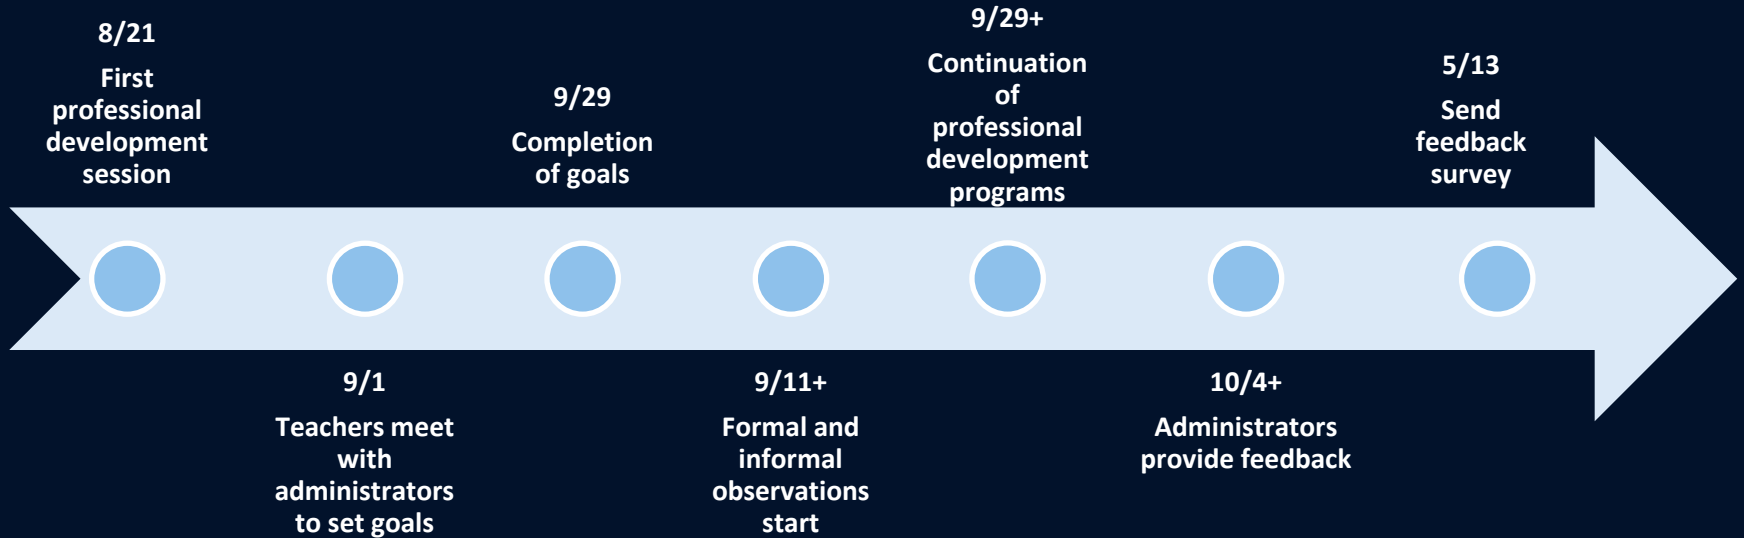 8/21
First
professional
development
session
9/1
Teachers meet
with
administrators
to set goals
9/29
Completion
of goals
9/11+
Formal and
informal
observations
start
9/29+
Continuation
of
professional
development
programs
10/4+
Administrators
provide feedback
5/13
Send
feedback
survey